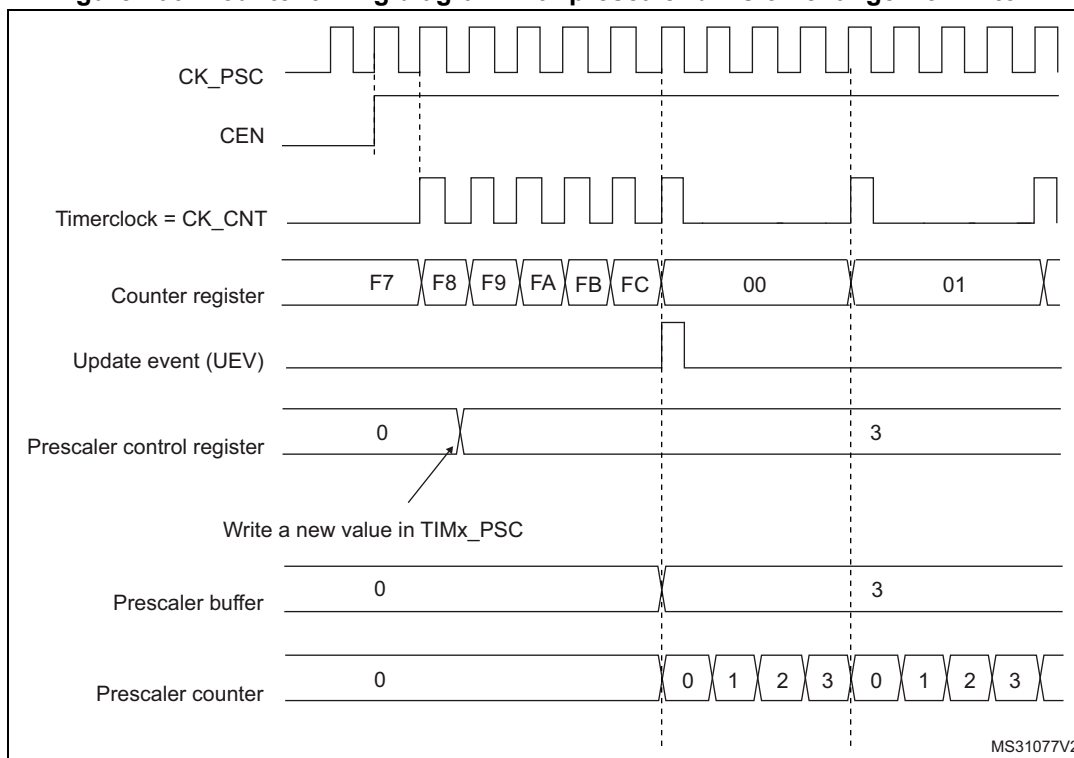 CK_PSC
CEN
Timerclock = CK_CNT
Counter register
F7 F8 F9 FA FB FC 00 01
Update event (UEV)
Prescaler control register
0 3
Write a new value in TIMx_PSC
Prescaler buffer
0 3
Prescaler counter
0 0 1 2 3 0 1 2 3
MS31077V2